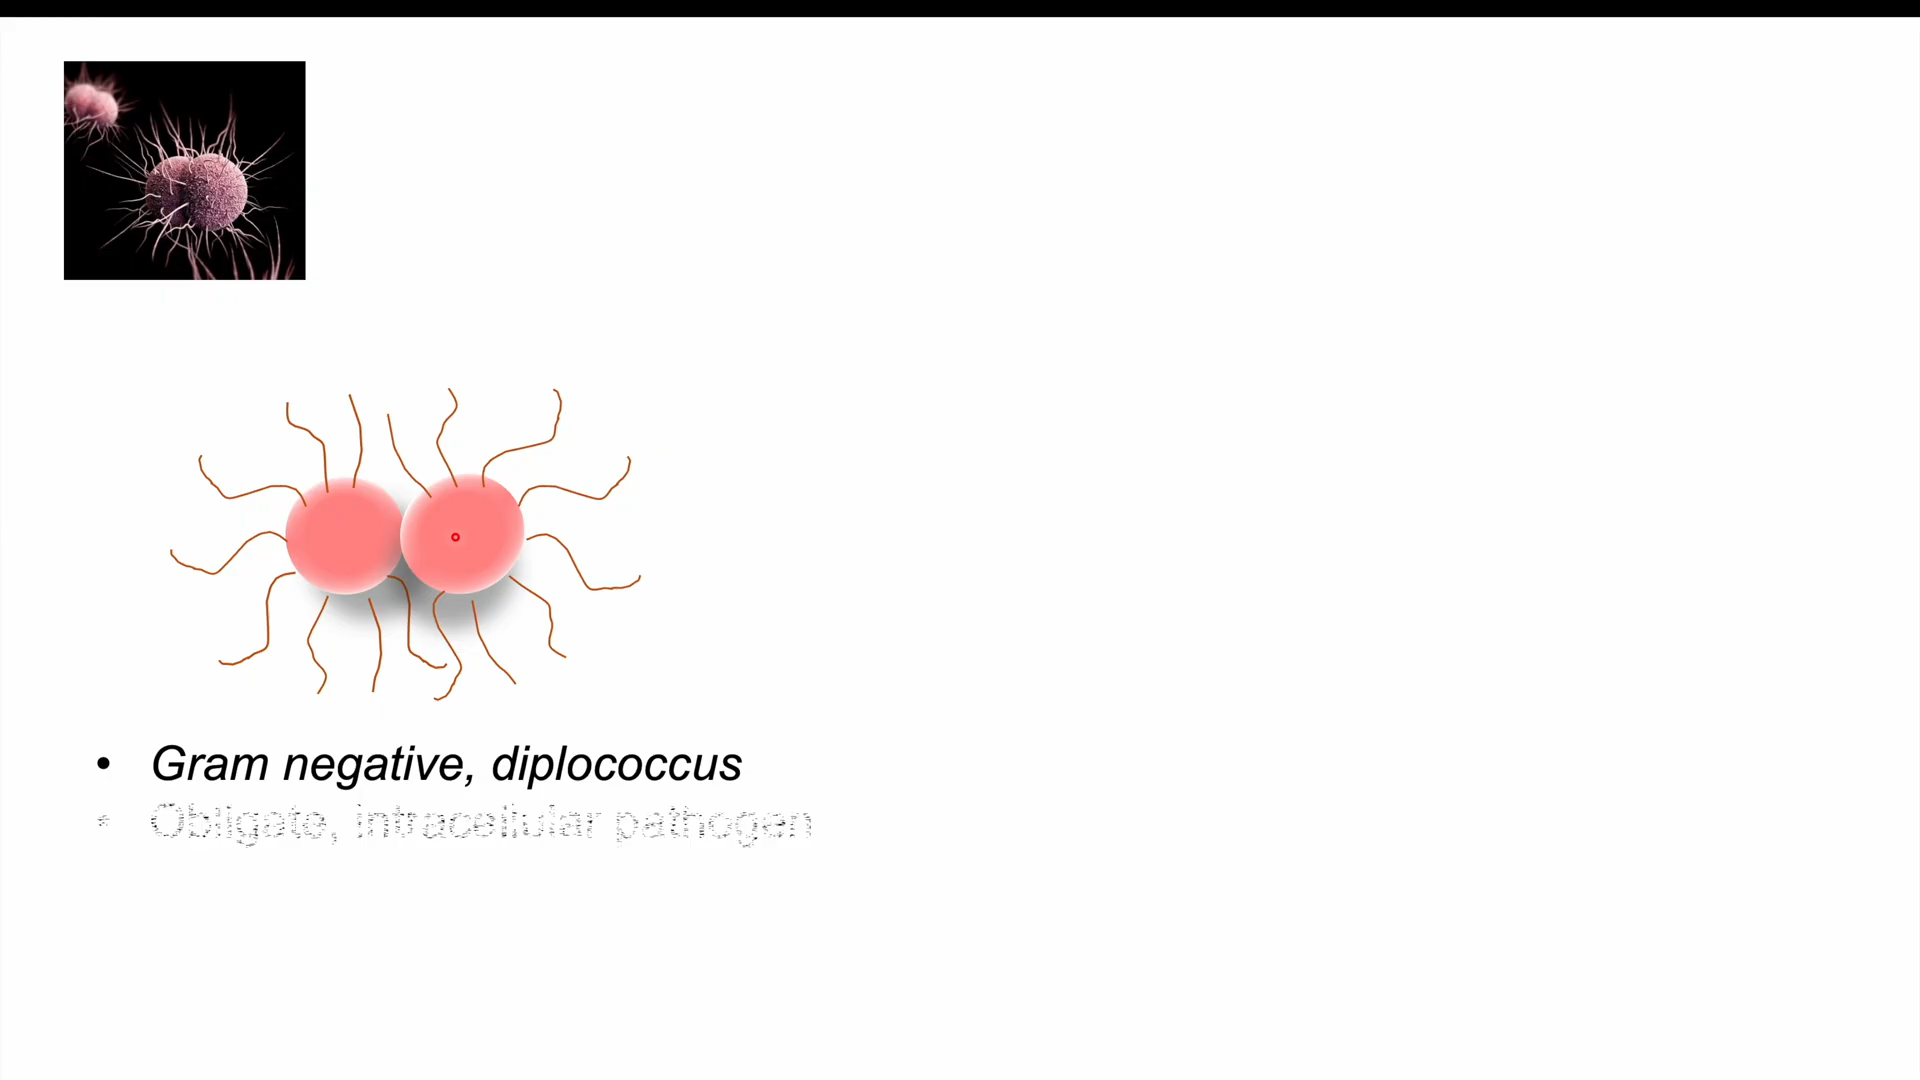 • Gram negative, diplococcus
• Obligate, intracellular pathogen